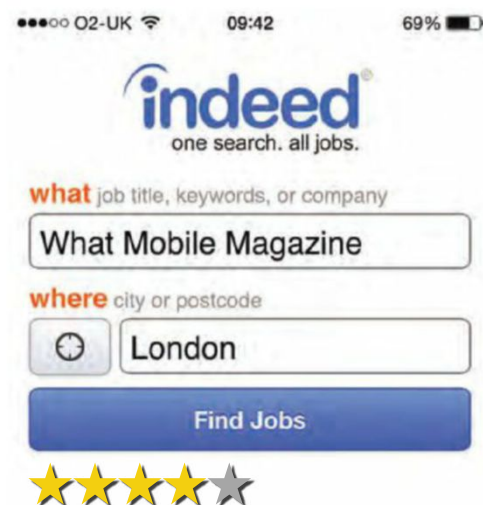 O2-UK 09:42 69%
indeed®
one search. all jobs.
what job title, keywords, or company
What Mobile Magazine
where city or postcode
London
Find Jobs